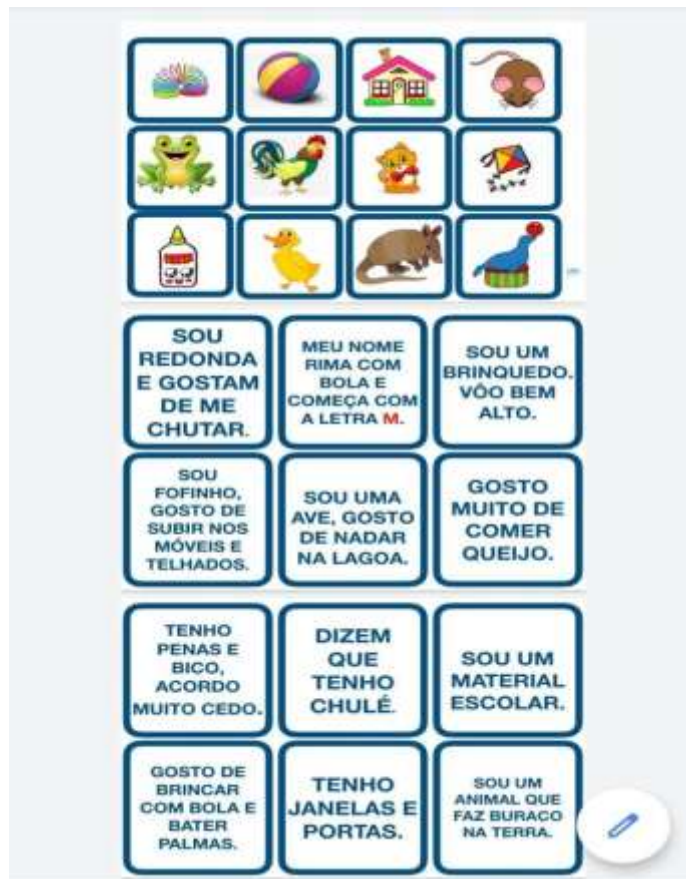 SOU
REDONDA
E GOSTAM
DE ME
CHUTAR.
MEU NOME
RIMA COM
BOLA E
COMEÇA COM
A LETRA M.
SOU UM
BRINQUEDO.
VÔO BEM
ALTO.
SOU
FOFINHO,
GOSTO DE
SUBIR NOS
MÓVEIS E
TELHADOS.
SOU UMA
AVE, GOSTO
DE NADAR
NA LAGOA.
GOSTO
MUITO DE
COMER
QUEIJO.
TENHO
PENAS E
BICO,
ACORDO
MUITO CEDO.
DIZEM
QUE
TENHO
CHULÉ.
SOU UM
MATERIAL
ESCOLAR.
GOSTO DE
BRINCAR
COM BOLA E
BATER
PALMAS.
TENHO
JANELAS E
PORTAS.
SOU UM
ANIMAL QUE
FAZ BURACO
NA TERRA.